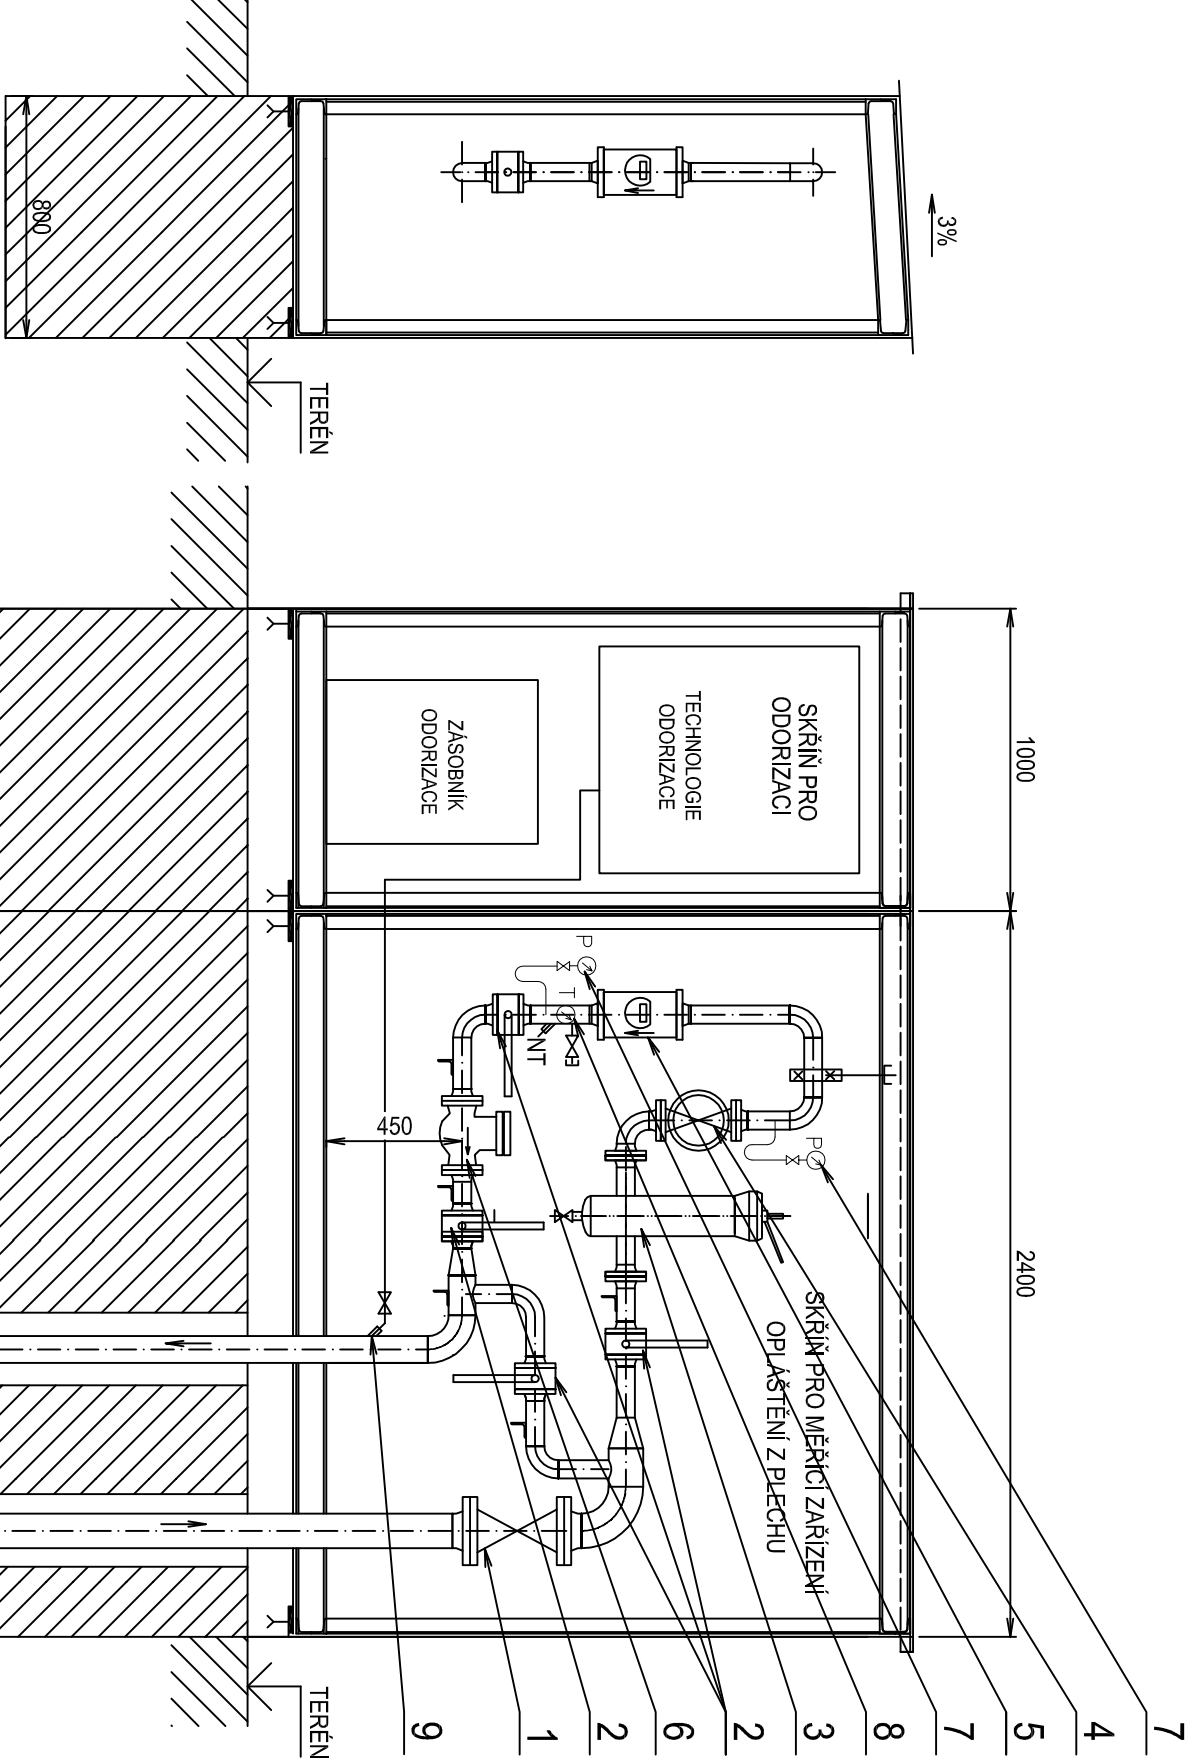 3%
800
TERÉN
1000
SKŘÍŇ PRO
ODORIZACI
TECHNOLOGIE
ODORIZACE
ZÁSOBNÍK
ODORIZACE
2400
P
T
NT
P
450
SKŘÍŇ PRO MĚŘÍCÍ ZAŘÍZENÍ
OPLÁŠTĚNÍ Z PLECHU
TERÉN
9
1
2
6
2
3
8
7
5
4
7